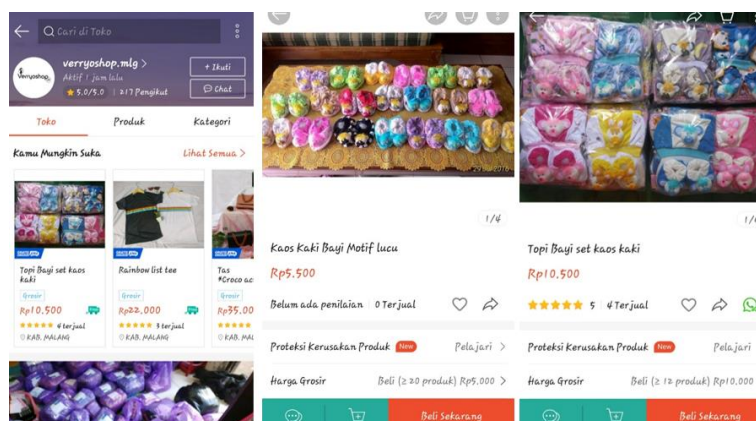 Cari di Toko
verryoshop.mlg >
Aktif 1 jam lalu
5.0/5.0 | 217 Pengikut
+ Ikuti
Chat
Verryoshop
Toko
Produk
Kategori
Kamu Mungkin Suka
Lihat Semua >
Topi Bayi set kaos
kaki
Grosir
Rp10.500
4 terjual
KAB. MALANG
Rainbow list tee
Grosir
Rp22.000
3 terjual
KAB. MALANG
Tas
*Croco ac
Grosir
Rp35.00
KAB. MAL
1/4
Kaos Kaki Bayi Motif lucu
Rp5.500
Belum ada penilaian | 0 Terjual
Proteksi Kerusakan Produk New Pelajari >
Harga Grosir Beli (≥ 20 produk) Rp5.000 >
Beli Sekarang
Topi Bayi set kaos kaki
Rp10.500
5 | 4 Terjual
Proteksi Kerusakan Produk New Pelajari
Harga Grosir Beli (≥ 12 produk) Rp10.000
Beli Sekarang